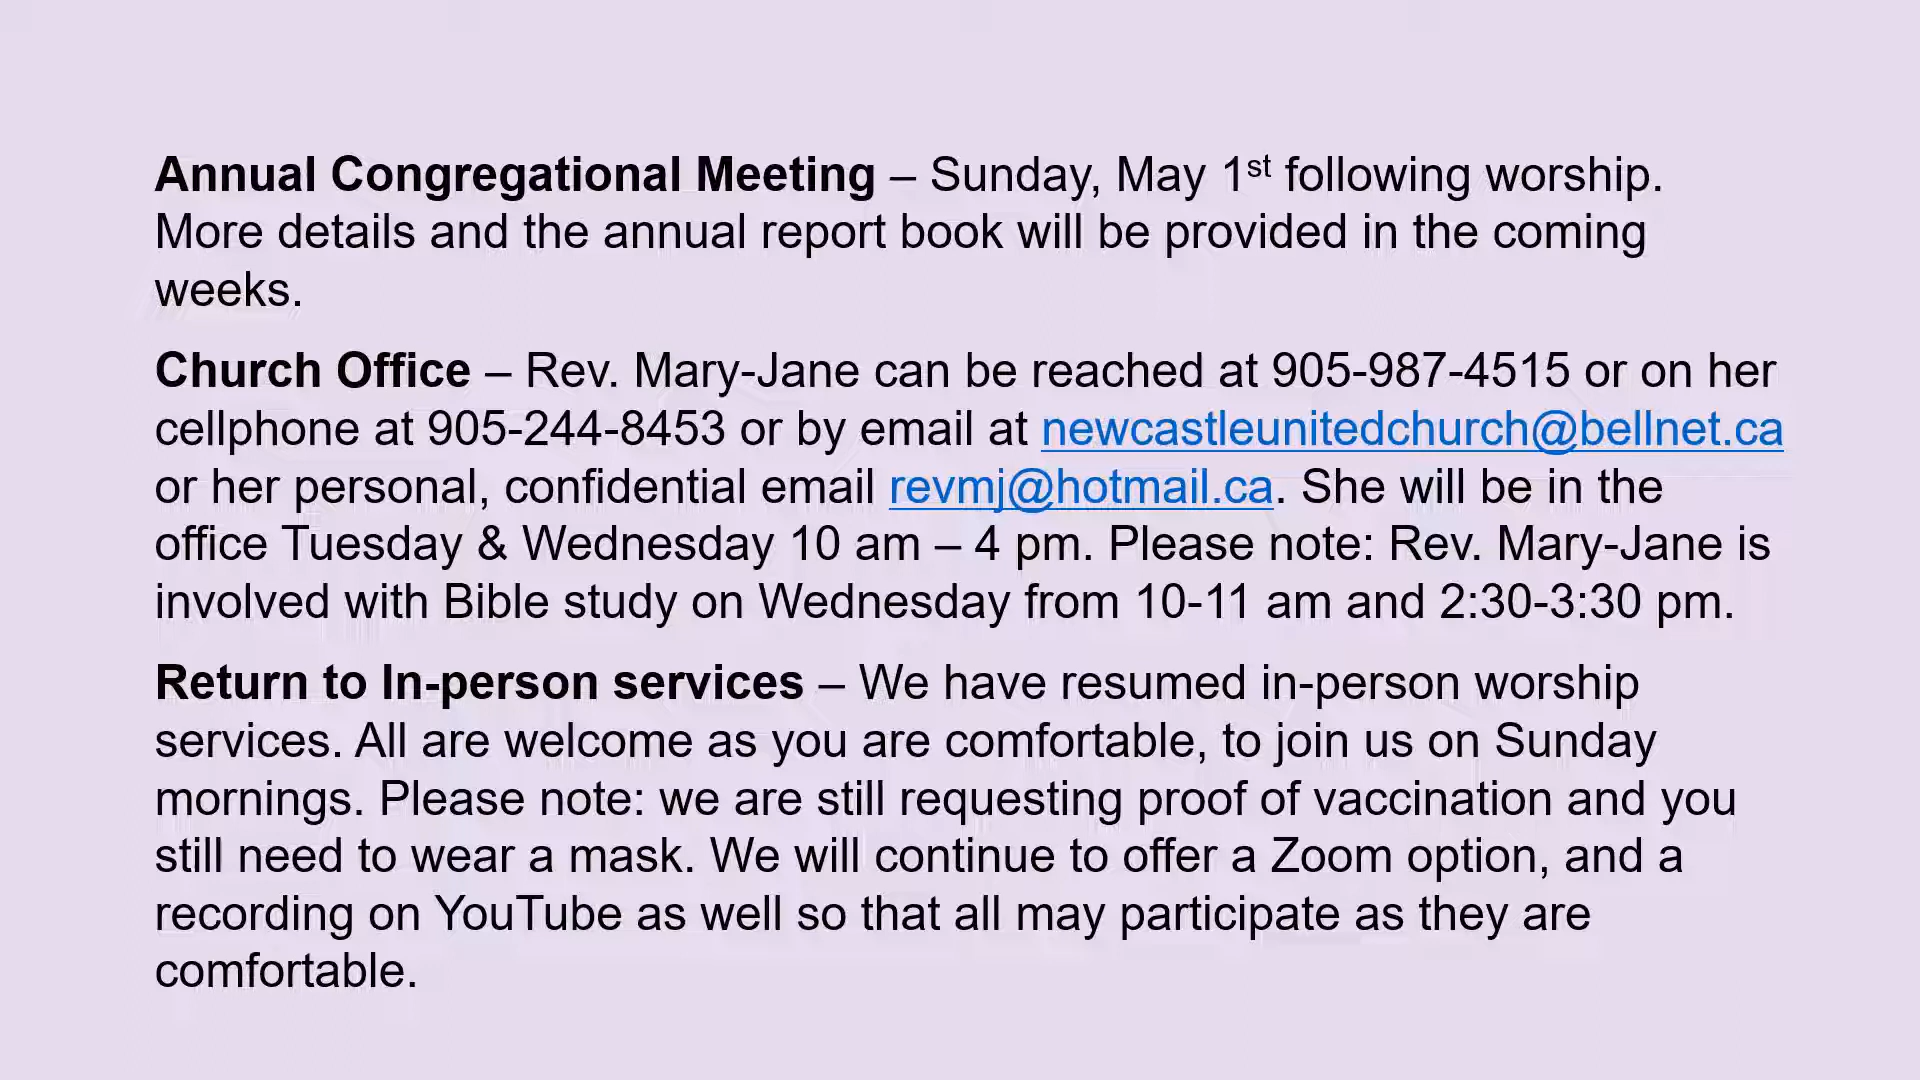 Annual Congregational Meeting – Sunday, May 1st following worship.
More details and the annual report book will be provided in the coming
weeks.
Church Office – Rev. Mary-Jane can be reached at 905-987-4515 or on her
cellphone at 905-244-8453 or by email at newcastleunitedchurch@bellnet.ca
or her personal, confidential email revmj@hotmail.ca. She will be in the
office Tuesday & Wednesday 10 am – 4 pm. Please note: Rev. Mary-Jane is
involved with Bible study on Wednesday from 10-11 am and 2:30-3:30 pm.
Return to In-person services – We have resumed in-person worship
services. All are welcome as you are comfortable, to join us on Sunday
mornings. Please note: we are still requesting proof of vaccination and you
still need to wear a mask. We will continue to offer a Zoom option, and a
recording on YouTube as well so that all may participate as they are
comfortable.